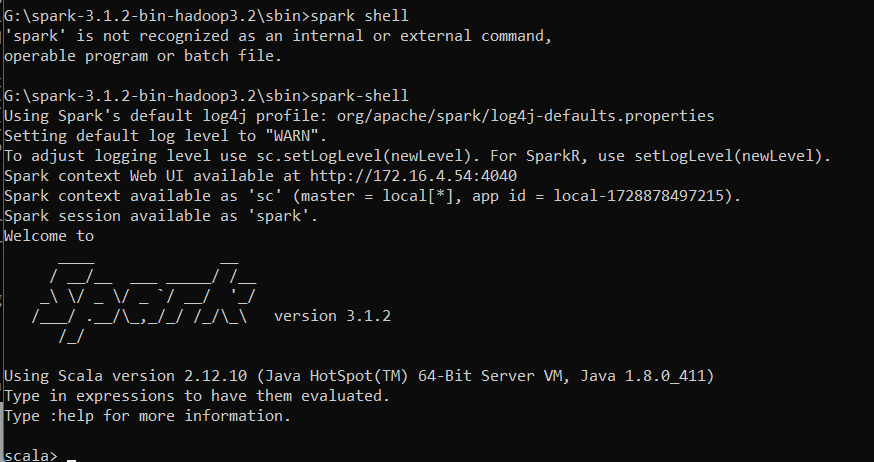 G:\spark-3.1.2-bin-hadoop3.2\sbin>spark shell
'spark' is not recognized as an internal or external command,
operable program or batch file.
G:\spark-3.1.2-bin-hadoop3.2\sbin>spark-shell
Using Spark's default log4j profile: org/apache/spark/log4j-defaults.properties
Setting default log level to "WARN".
To adjust logging level use sc.setLogLevel(newLevel). For SparkR, use setLogLevel(newLevel).
Spark context Web UI available at http://172.16.4.54:4040
Spark context available as 'sc' (master = local[*], app id = local-1728878497215).
Spark session available as 'spark'.
Welcome to
      ____              __
     / __/__  ___ _____/ /__
    _\ \/ _ \/ _ `/ __/  '_/
   /___/ .__/\_,_/_/ /_/\_\   version 3.1.2
      /_/
Using Scala version 2.12.10 (Java HotSpot(TM) 64-Bit Server VM, Java 1.8.0_411)
Type in expressions to have them evaluated.
Type :help for more information.
scala> _